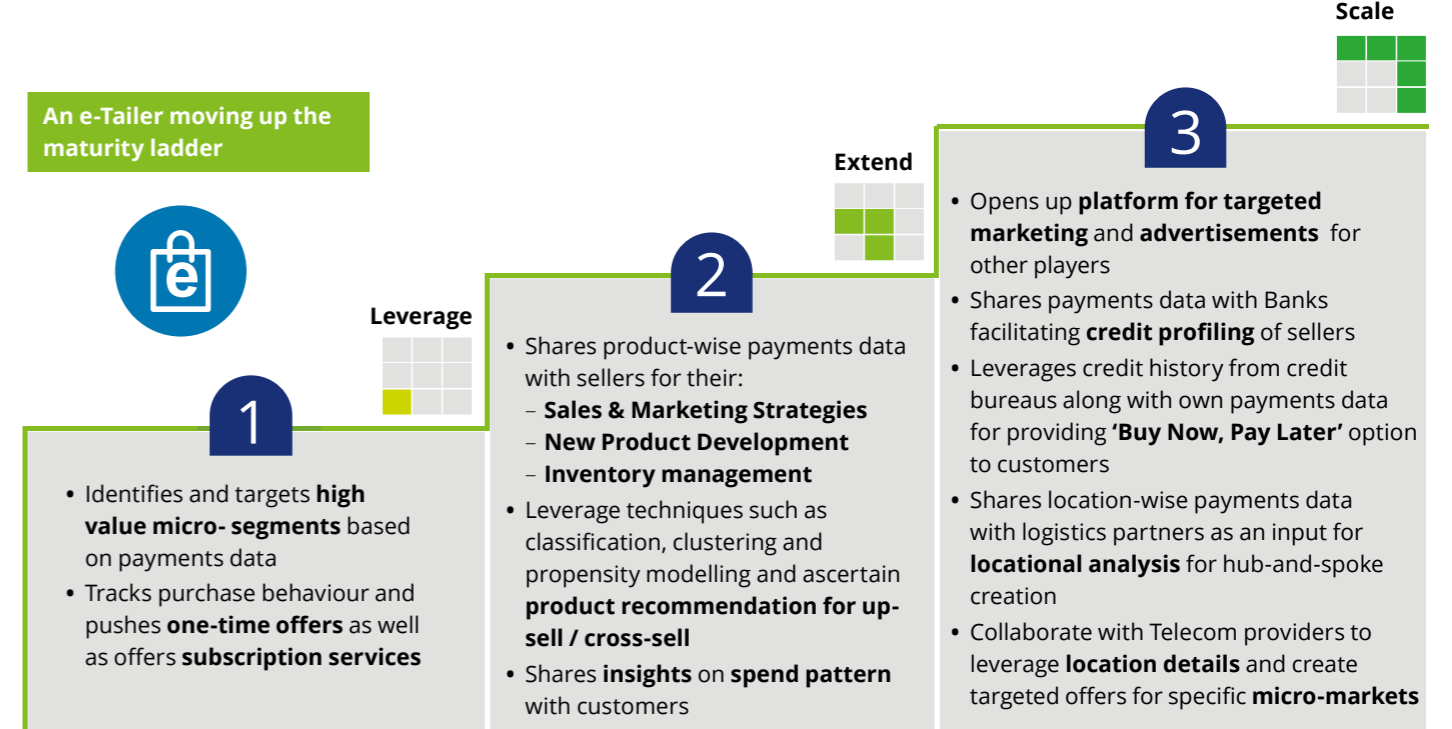 An e-Tailer moving up the
maturity ladder
e
Leverage
1
• Identifies and targets high
value micro- segments based
on payments data
• Tracks purchase behaviour and
pushes one-time offers as well
as offers subscription services
Extend
2
• Shares product-wise payments data
with sellers for their:
– Sales & Marketing Strategies
– New Product Development
– Inventory management
• Leverage techniques such as
classification, clustering and
propensity modelling and ascertain
product recommendation for up-
sell / cross-sell
• Shares insights on spend pattern
with customers
Scale
3
• Opens up platform for targeted
marketing and advertisements for
other players
• Shares payments data with Banks
facilitating credit profiling of sellers
• Leverages credit history from credit
bureaus along with own payments data
for providing ‘Buy Now, Pay Later’ option
to customers
• Shares location-wise payments data
with logistics partners as an input for
locational analysis for hub-and-spoke
creation
• Collaborate with Telecom providers to
leverage location details and create
targeted offers for specific micro-markets